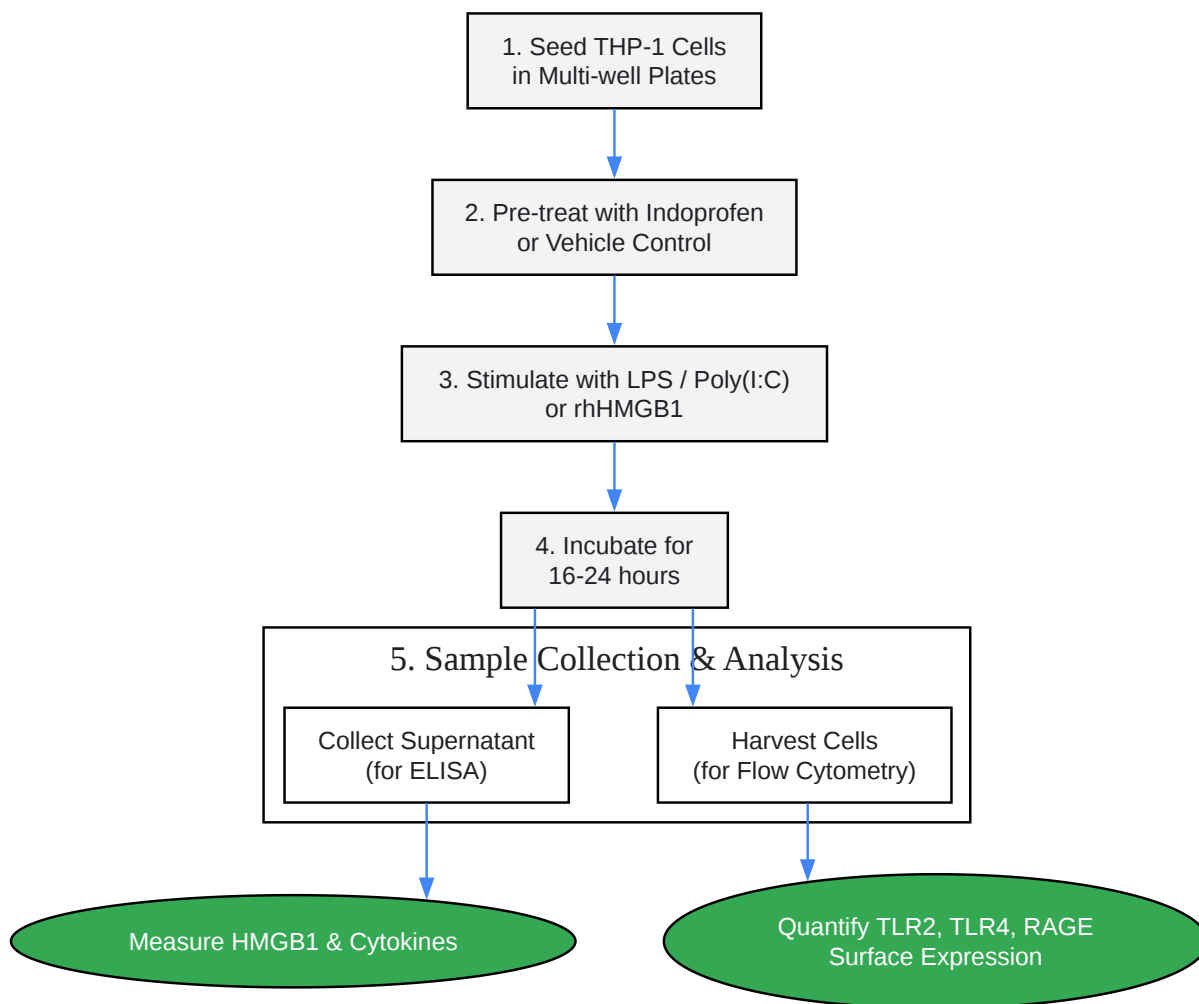 1. Seed THP-1 Cells
in Multi-well Plates
2. Pre-treat with Indoprofen
or Vehicle Control
3. Stimulate with LPS / Poly(I:C)
or rhHMGB1
4. Incubate for
16-24 hours
5. Sample Collection & Analysis
Collect Supernatant
(for ELISA)
Harvest Cells
(for Flow Cytometry)
Measure HMGB1 & Cytokines
Quantify TLR2, TLR4, RAGE
Surface Expression